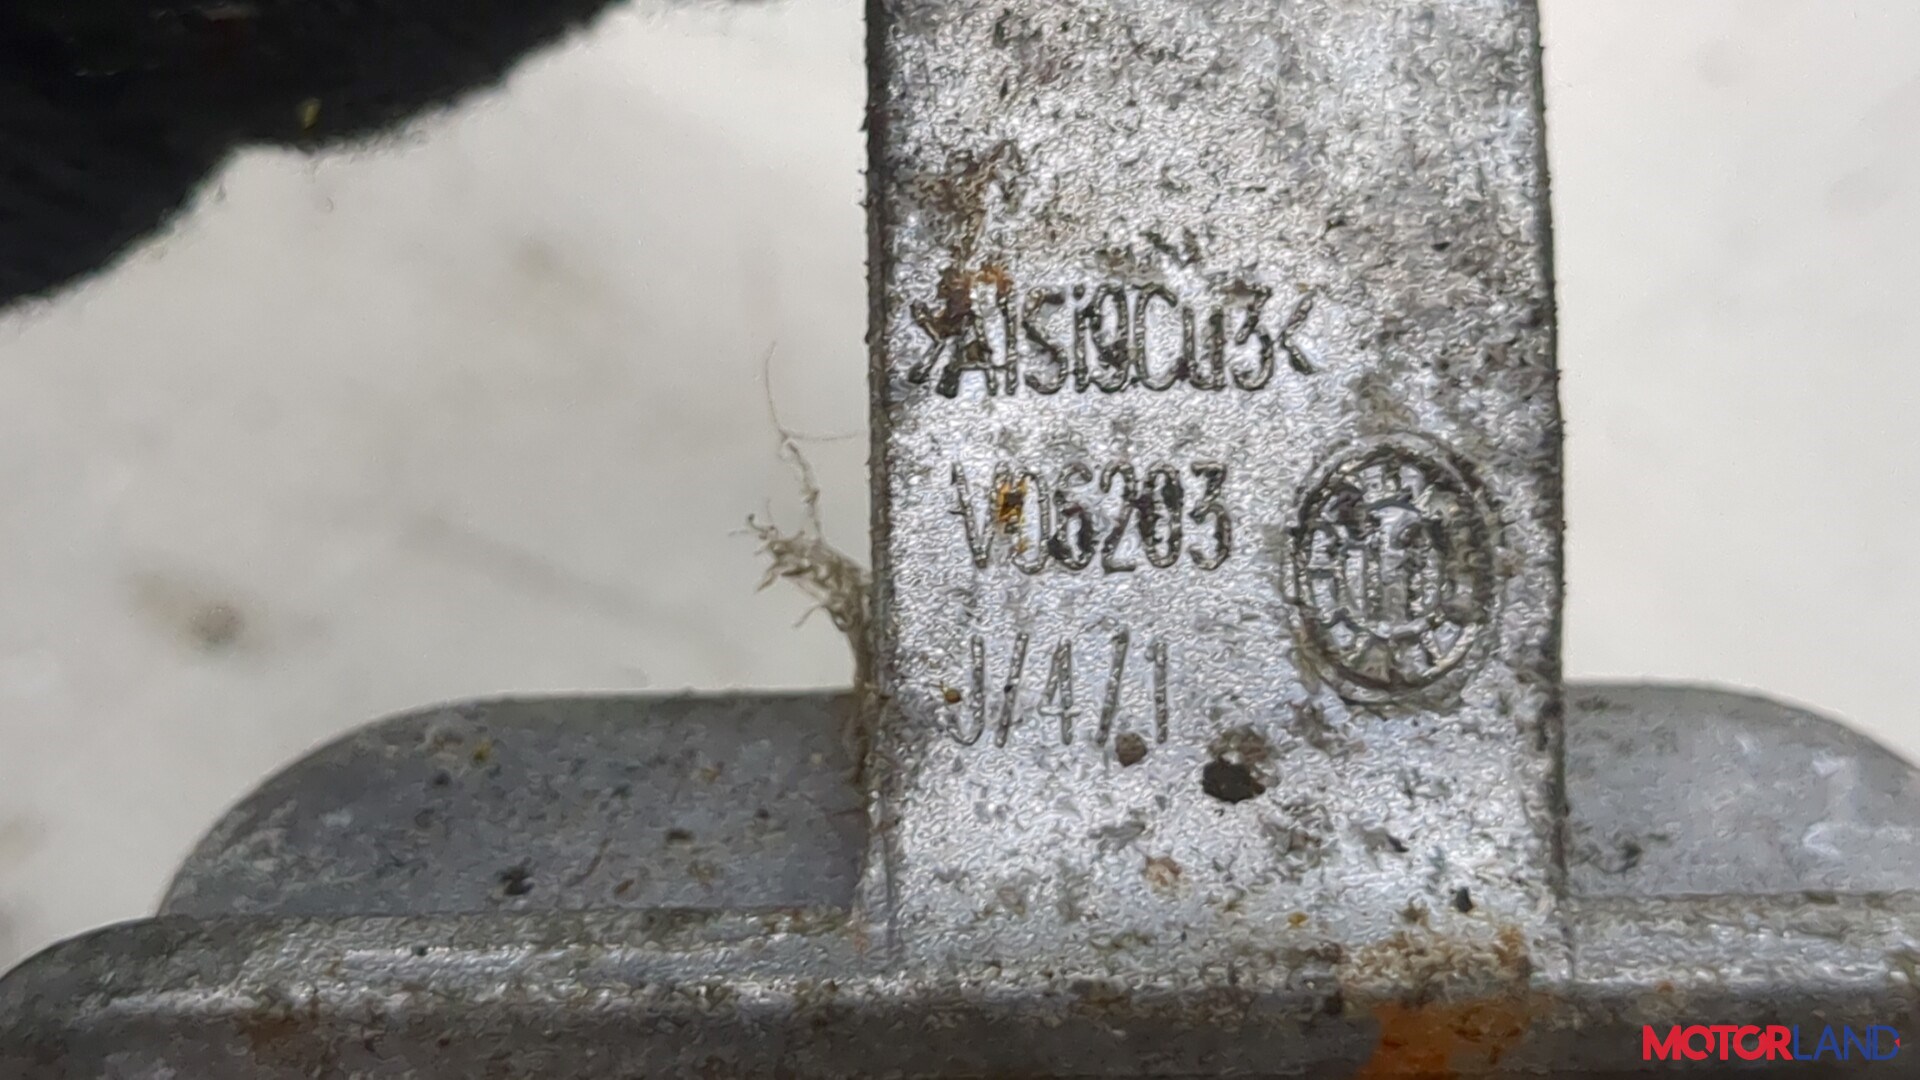 >AlSi9Cu3<
V06203
J/4/1
MOTORLAND